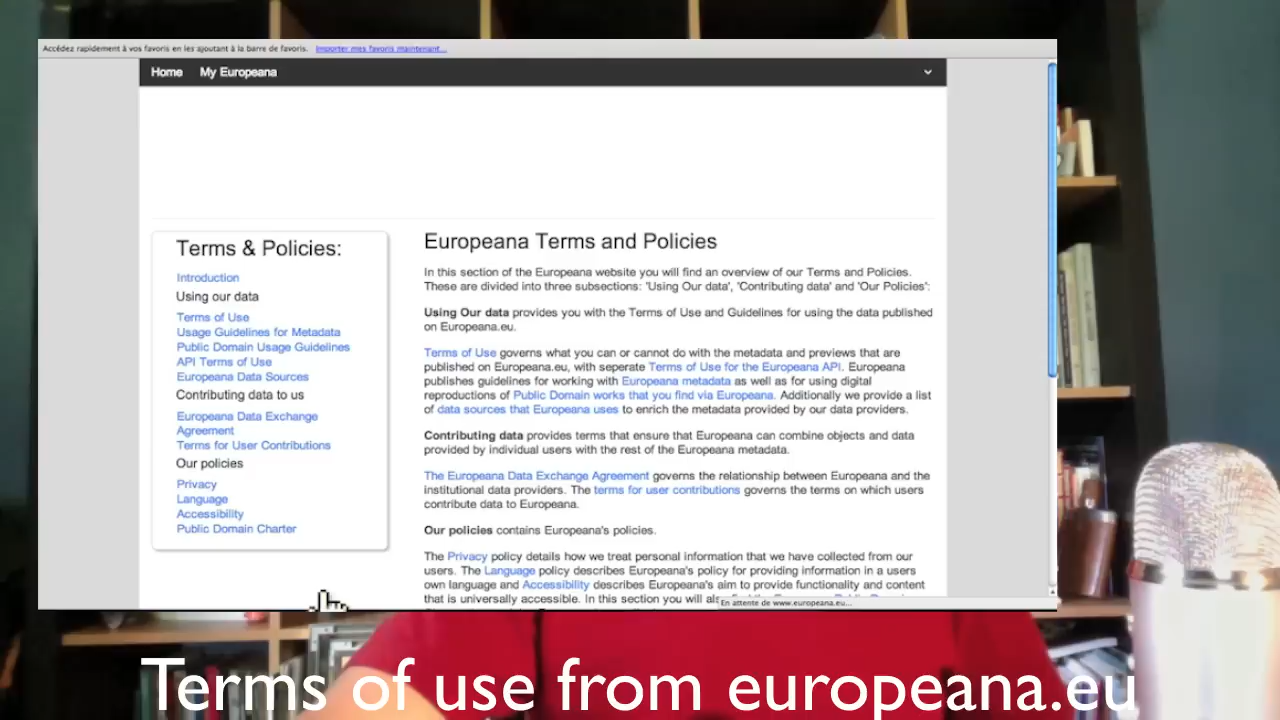 Accédez rapidement à vos favoris en les ajoutant à la barre de favoris. Importer mes favoris maintenant...
Home My Europeana
Terms & Policies:
Introduction
Using our data
Terms of Use
Usage Guidelines for Metadata
Public Domain Usage Guidelines
API Terms of Use
Europeana Data Sources
Contributing data to us
Europeana Data Exchange
Agreement
Terms for User Contributions
Our policies
Privacy
Language
Accessibility
Public Domain Charter
Europeana Terms and Policies
In this section of the Europeana website you will find an overview of our Terms and Policies.
These are divided into three subsections: 'Using Our data', 'Contributing data' and 'Our Policies':
Using Our data provides you with the Terms of Use and Guidelines for using the data published
on Europeana.eu.
Terms of Use governs what you can or cannot do with the metadata and previews that are
published on Europeana.eu, with seperate Terms of Use for the Europeana API. Europeana
publishes guidelines for working with Europeana metadata as well as for using digital
reproductions of Public Domain works that you find via Europeana. Additionally we provide a list
of data sources that Europeana uses to enrich the metadata provided by our data providers.
Contributing data provides terms that ensure that Europeana can combine objects and data
provided by individual users with the rest of the Europeana metadata.
The Europeana Data Exchange Agreement governs the relationship between Europeana and the
institutional data providers. The terms for user contributions governs the terms on which users
contribute data to Europeana.
Our policies contains Europeana's policies.
The Privacy policy details how we treat personal information that we have collected from our
users. The Language policy describes Europeana's policy for providing information in a users
own language and Accessibility describes Europeana's aim to provide functionality and content
that is universally accessible. In this section you will
En attente de www.europeana.eu...
Terms of use from europeana.eu